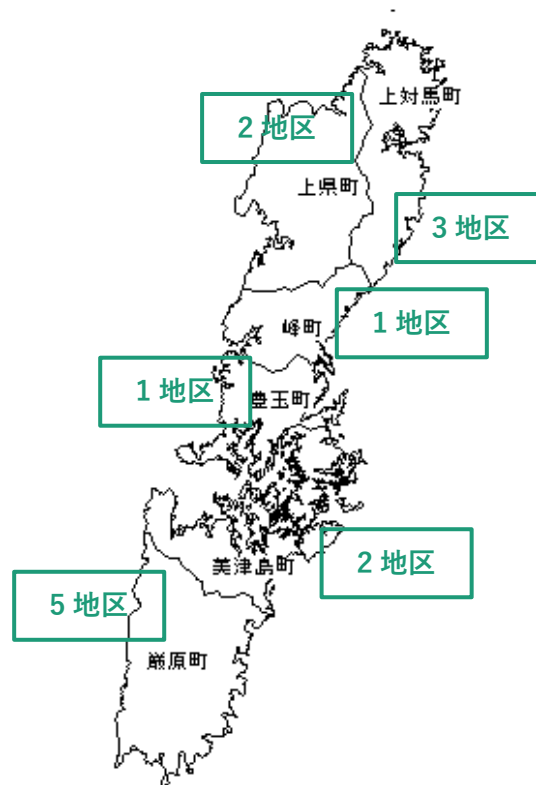 上対馬町
2 地区
上県町
3 地区
峰町
1 地区
1 地区
豊玉町
美津島町
2 地区
5 地区
厳原町